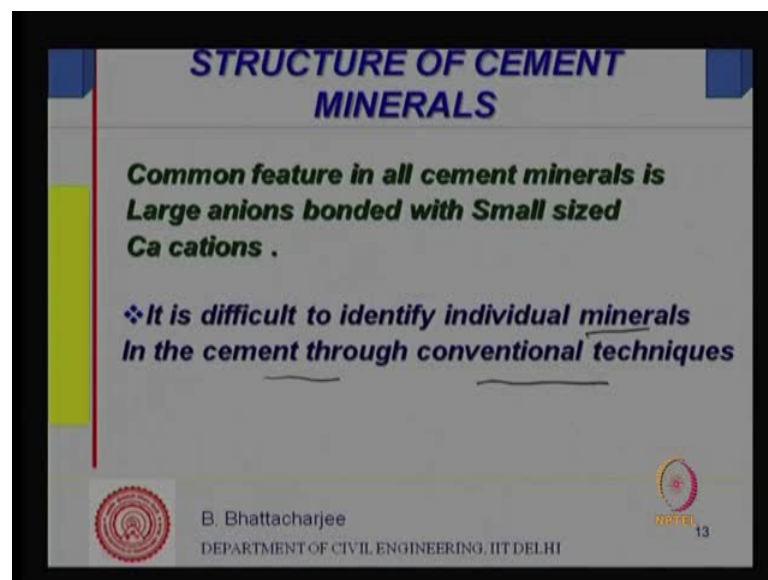 STRUCTURE OF CEMENT
MINERALS
Common feature in all cement minerals is
Large anions bonded with Small sized
Ca cations .
❖It is difficult to identify individual minerals
In the cement through conventional techniques
B. Bhattacharjee
DEPARTMENT OF CIVIL ENGINEERING, IIT DELHI
NPTEL
13